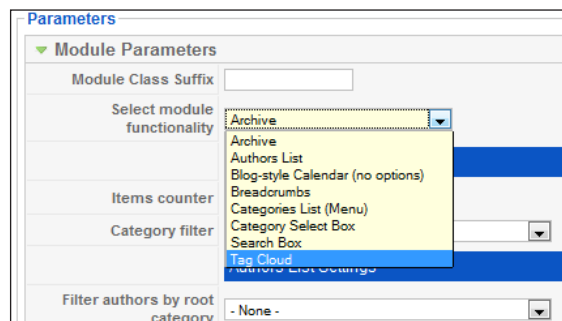 Parameters
Module Parameters
Module Class Suffix
Select module
functionality
Archive
Archive
Authors List
Blog-style Calendar (no options)
Breadcrumbs
Items counter
Categories List (Menu)
Category filter
Category Select Box
Search Box
Tag Cloud
Authors List Settings
Filter authors by root
category
- None -